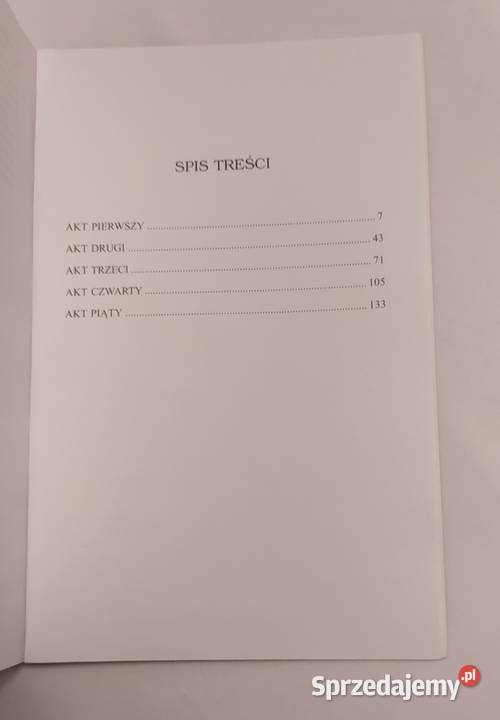 SPIS TREŚCI
AKT PIERWSZY ........................................................................ 7
AKT DRUGI ........................................................................ 43
AKT TRZECI ........................................................................ 71
AKT CZWARTY ........................................................................ 105
AKT PIĄTY ........................................................................ 133
Sprzedajemy.pl